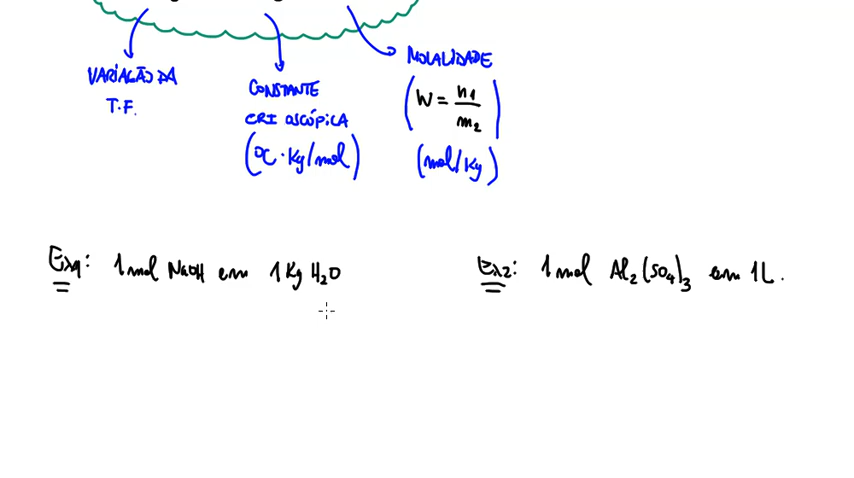 VARIAÇÃO DA
T.F.
CONSTANTE
CRIOSCÓPICA
(°C · Kg/mol)
MOLALIDADE
(W = n1/m2)
(mol/Kg)
Ex1: 1 mol NaOH em 1 Kg H2O
Ex2: 1 mol Al2(SO4)3 em 1L.